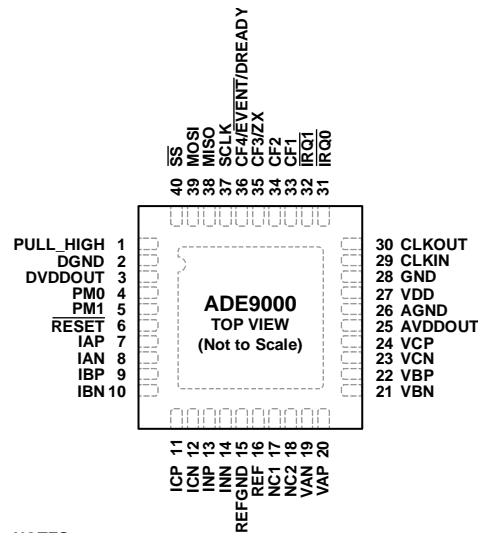 SS
MOSI
MISO
SCLK
CF4/EVENT/DREADY
CF3/ZX
CF2
CF1
IRQ1
IRQ0
40 39 38 37 36 35 34 33 32 31
PULL_HIGH 1
DGND 2
DVDDOUT 3
PM0 4
PM1 5
RESET 6
IAP 7
IAN 8
IBP 9
IBN 10
ADE9000
TOP VIEW
(Not to Scale)
30 CLKOUT
29 CLKIN
28 GND
27 VDD
26 AGND
25 AVDDOUT
24 VCP
23 VCN
22 VBP
21 VBN
ICP 11
ICN 12
INP 13
INN 14
REFGND 15
REF 16
NC1 17
NC2 18
VAN 19
VAP 20